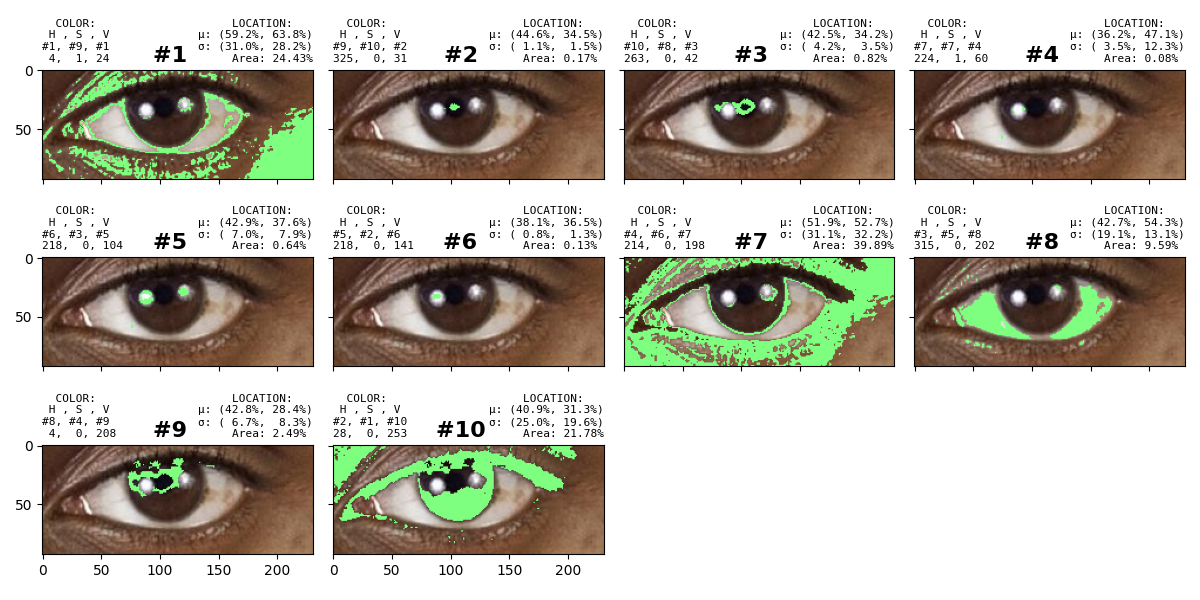 COLOR: LOCATION:
H , S , V μ: (59.2%, 63.8%)
#1, #9, #1 σ: (31.0%, 28.2%)
4, 1, 24 #1 Area: 24.43%
COLOR: LOCATION:
H , S , V μ: (44.6%, 34.5%)
#9, #10, #2 σ: ( 1.1%, 1.5%)
325, 0, 31 #2 Area: 0.17%
COLOR: LOCATION:
H , S , V μ: (42.5%, 34.2%)
#10, #8, #3 σ: ( 4.2%, 3.5%)
263, 0, 42 #3 Area: 0.82%
COLOR: LOCATION:
H , S , V μ: (36.2%, 47.1%)
#7, #7, #4 σ: ( 3.5%, 12.3%)
224, 1, 60 #4 Area: 0.08%
0
50
COLOR: LOCATION:
H , S , V μ: (42.9%, 37.6%)
#6, #3, #5 σ: ( 7.0%, 7.9%)
218, 0, 104 #5 Area: 0.64%
COLOR: LOCATION:
H , S , V μ: (38.1%, 36.5%)
#5, #2, #6 σ: ( 0.8%, 1.3%)
218, 0, 141 #6 Area: 0.13%
COLOR: LOCATION:
H , S , V μ: (51.9%, 52.7%)
#4, #6, #7 σ: (31.1%, 32.2%)
214, 0, 198 #7 Area: 39.89%
COLOR: LOCATION:
H , S , V μ: (42.7%, 54.3%)
#3, #5, #8 σ: (19.1%, 13.1%)
315, 0, 202 #8 Area: 9.59%
0
50
COLOR: LOCATION:
H , S , V μ: (42.8%, 28.4%)
#8, #4, #9 σ: ( 6.7%, 8.3%)
4, 0, 208 #9 Area: 2.49%
COLOR: LOCATION:
H , S , V μ: (40.9%, 31.3%)
#2, #1, #10 σ: (25.0%, 19.6%)
28, 0, 253 #10 Area: 21.78%
0
50
0 50 100 150 200
0 50 100 150 200